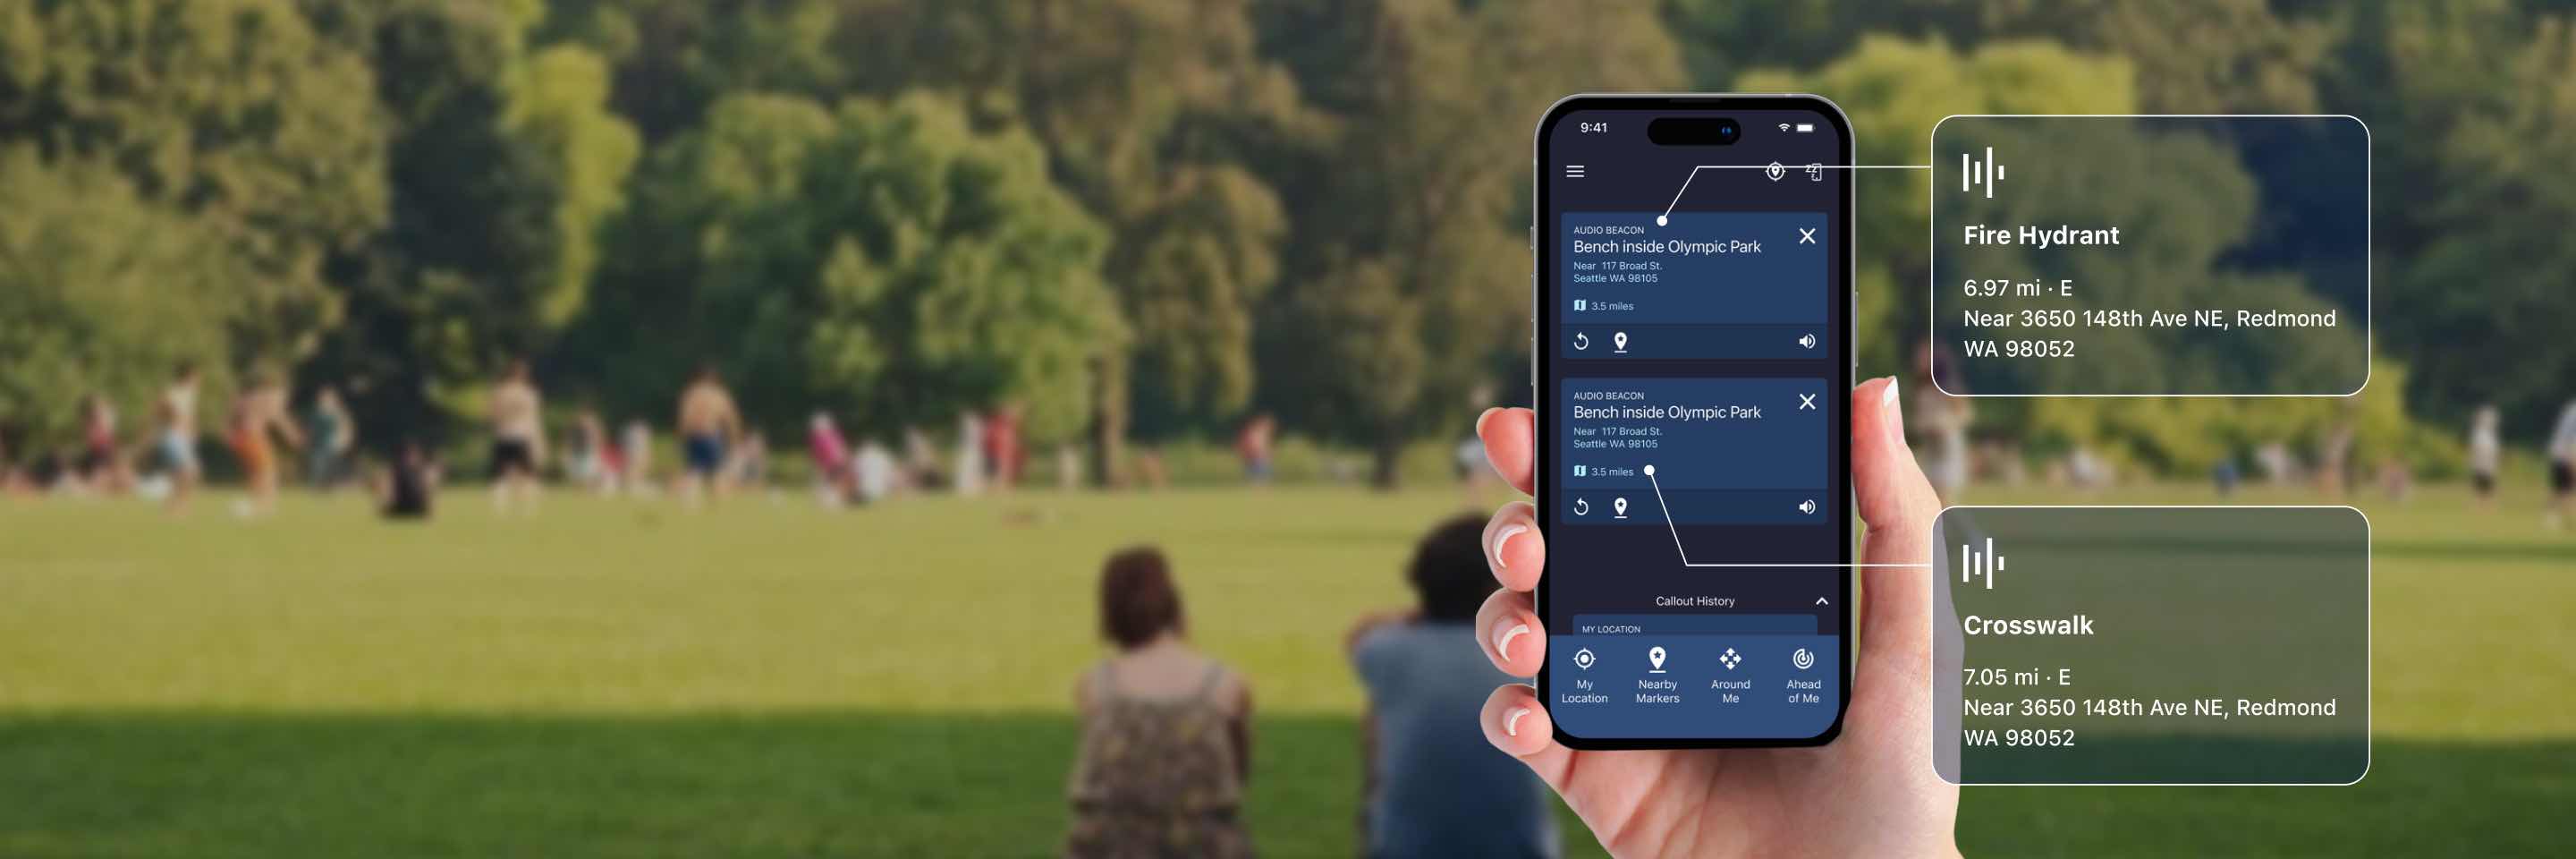 9:41
AUDIO BEACON
Bench inside Olympic Park
Near 117 Broad St.
Seattle WA 98105
3.5 miles
AUDIO BEACON
Bench inside Olympic Park
Near 117 Broad St.
Seattle WA 98105
3.5 miles
Callout History
MY LOCATION
My
Location
Nearby
Markers
Around
Me
Ahead
of Me
Fire Hydrant
6.97 mi · E
Near 3650 148th Ave NE, Redmond
WA 98052
Crosswalk
7.05 mi · E
Near 3650 148th Ave NE, Redmond
WA 98052